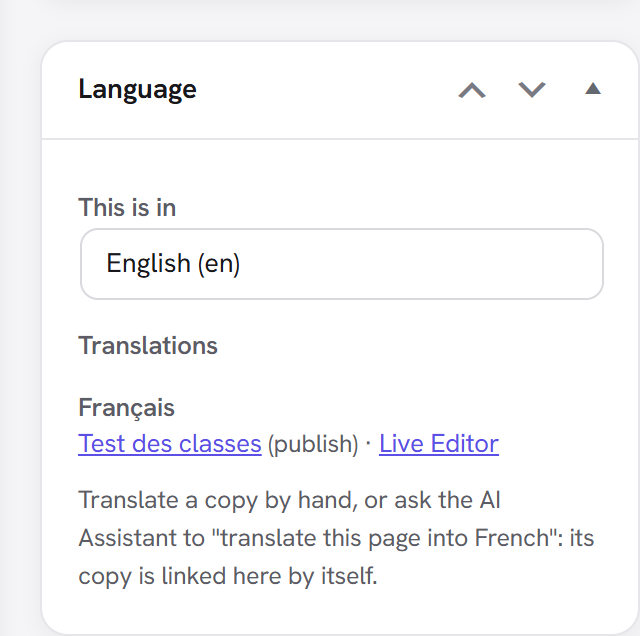 Language
This is in
English (en)
Translations
Français
Test des classes (publish) · Live Editor
Translate a copy by hand, or ask the AI
Assistant to "translate this page into French": its
copy is linked here by itself.